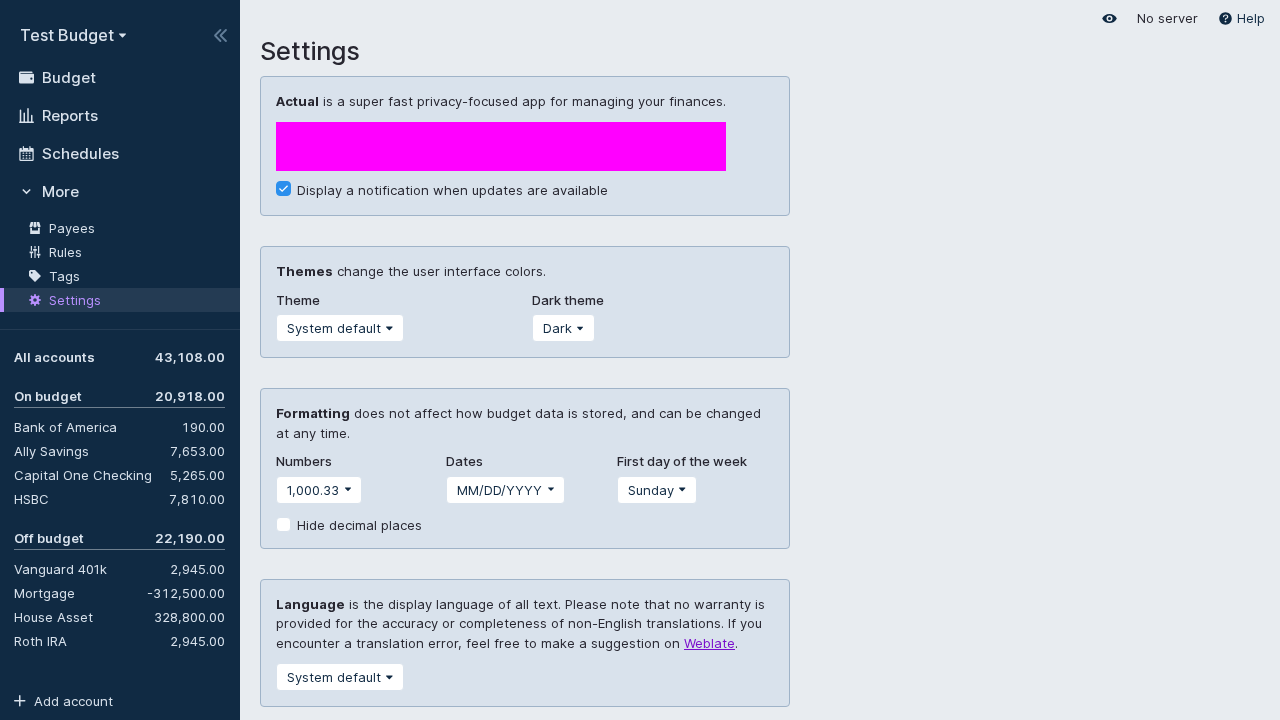 Test Budget
Budget
Reports
Schedules
More
Payees
Rules
Tags
Settings
All accounts 43,108.00
On budget 20,918.00
Bank of America 190.00
Ally Savings 7,653.00
Capital One Checking 5,265.00
HSBC 7,810.00
Off budget 22,190.00
Vanguard 401k 2,945.00
Mortgage -312,500.00
House Asset 328,800.00
Roth IRA 2,945.00
Add account
No server Help
Settings
Actual is a super fast privacy-focused app for managing your finances.
Display a notification when updates are available
Themes change the user interface colors.
Theme Dark theme
System default Dark
Formatting does not affect how budget data is stored, and can be changed
at any time.
Numbers Dates First day of the week
1,000.33 MM/DD/YYYY Sunday
Hide decimal places
Language is the display language of all text. Please note that no warranty is
provided for the accuracy or completeness of non-English translations. If you
encounter a translation error, feel free to make a suggestion on Weblate.
System default